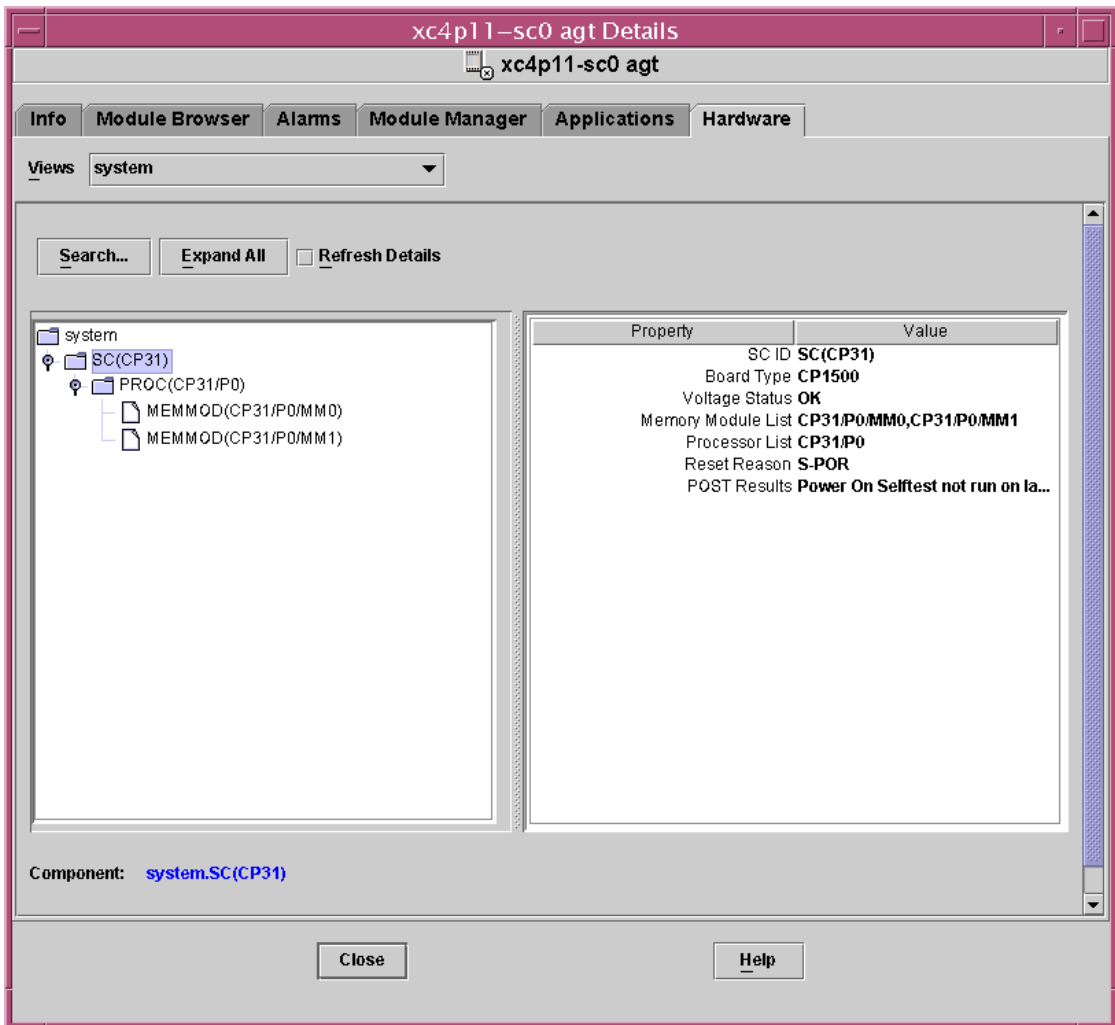 xc4p11-sc0 agt Details
xc4p11-sc0 agt
Info Module Browser Alarms Module Manager Applications Hardware
Views system
Search... Expand All Refresh Details
system
SC(CP31)
PROC(CP31/P0)
MEMMOD(CP31/P0/MM0)
MEMMOD(CP31/P0/MM1)
Property Value
SC ID SC(CP31)
Board Type CP1500
Voltage Status OK
Memory Module List CP31/P0/MM0,CP31/P0/MM1
Processor List CP31/P0
Reset Reason S-POR
POST Results Power On Selftest not run on la...
Component: system.SC(CP31)
Close Help